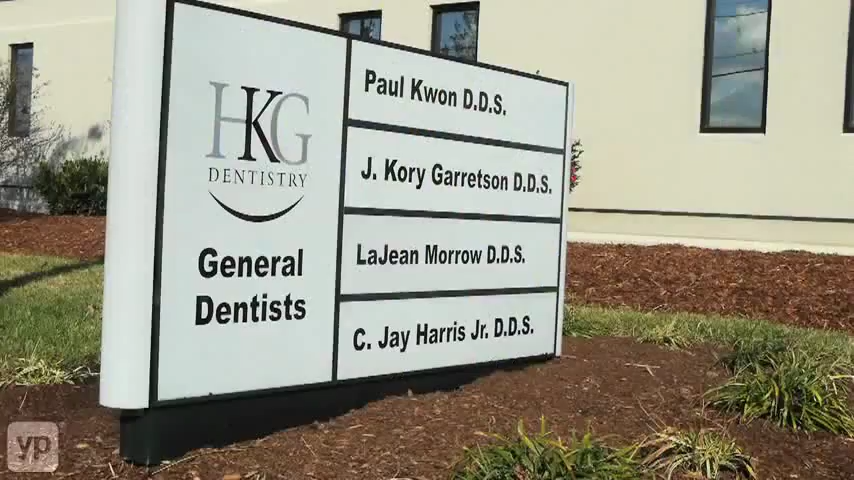 HKG
DENTISTRY
General
Dentists
Paul Kwon D.D.S.
J. Kory Garretson D.D.S.
LaJean Morrow D.D.S.
C. Jay Harris Jr. D.D.S.
yp